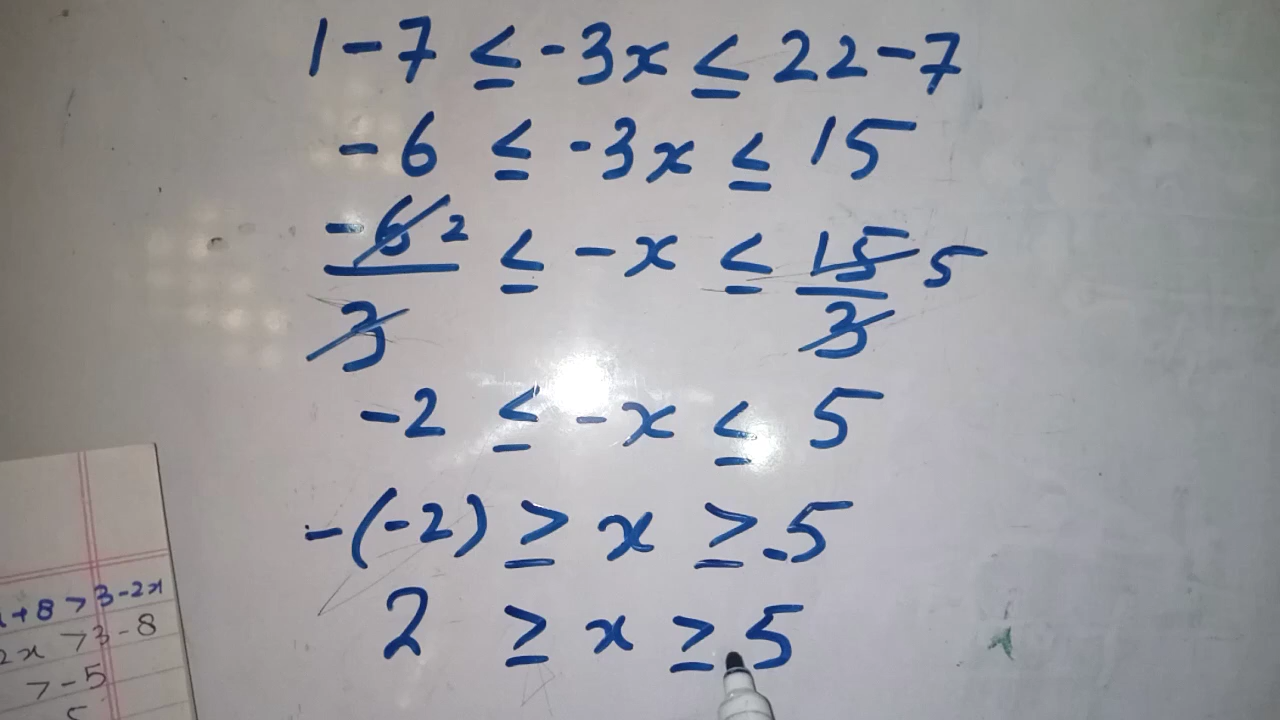 1 - 7 ≤ -3x ≤ 22 - 7
-6 ≤ -3x ≤ 15
-6/3 2 ≤ -x ≤ 15/3 5
-2 ≤ -x ≤ 5
-(-2) ≥ x ≥ -5
2 ≥ x ≥ 5
+8 > 3-2x
2x > 3-8
> -5
5